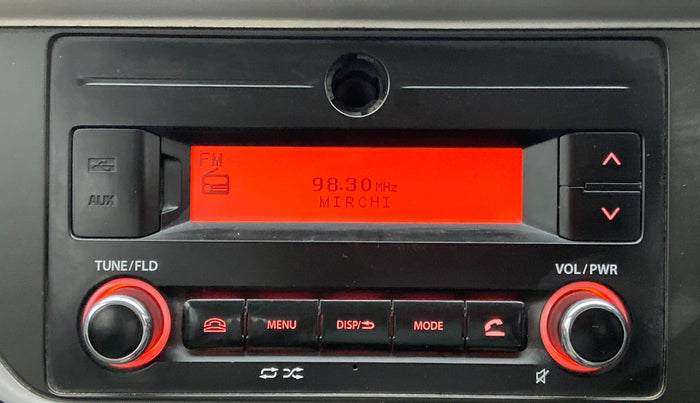 FM
98.30 MHz
MIRCHI
AUX
TUNE/FLD
VOL/PWR
MENU
DISP/
MODE